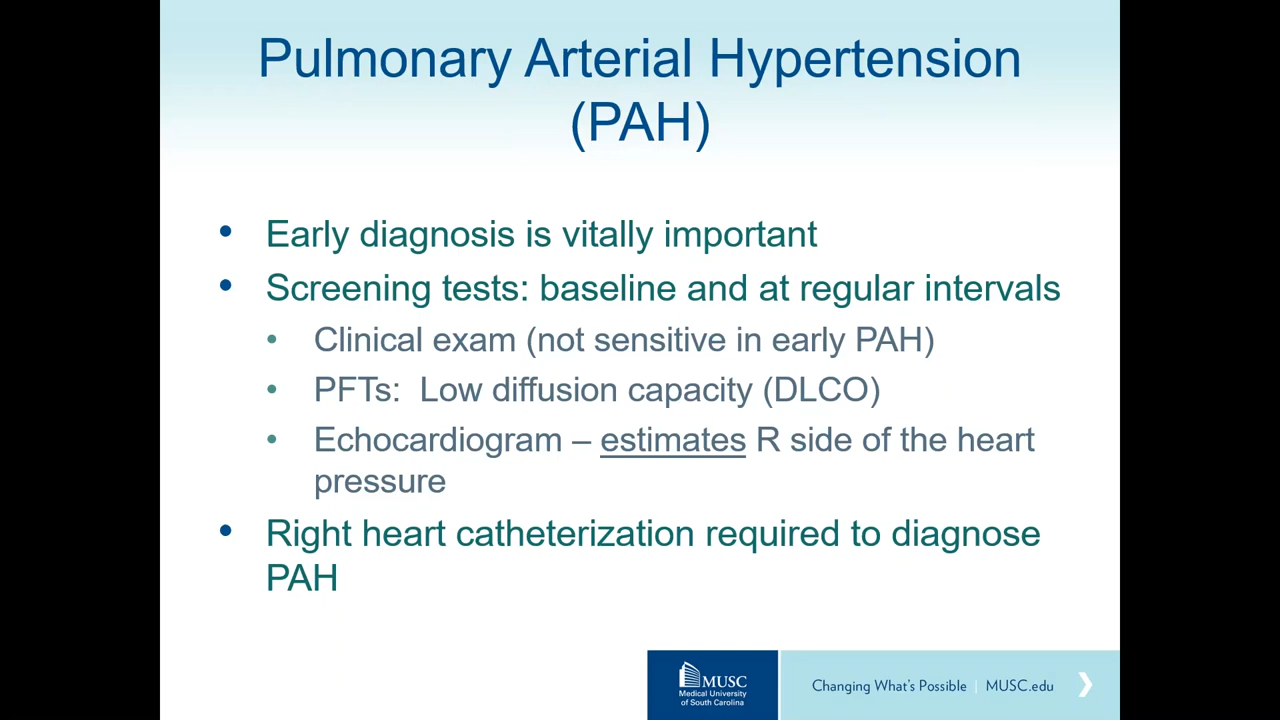 Pulmonary Arterial Hypertension
(PAH)
• Early diagnosis is vitally important
• Screening tests: baseline and at regular intervals
• Clinical exam (not sensitive in early PAH)
• PFTs:  Low diffusion capacity (DLCO)
• Echocardiogram – estimates R side of the heart
pressure
• Right heart catheterization required to diagnose
PAH
MUSC
Medical University
of South Carolina
Changing What's Possible | MUSC.edu